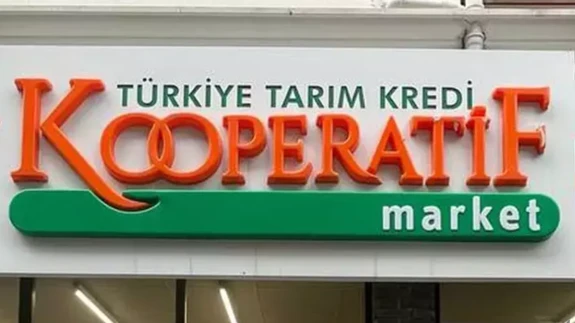 TÜRKİYE TARIM KREDİ
KOOPERATİF
market